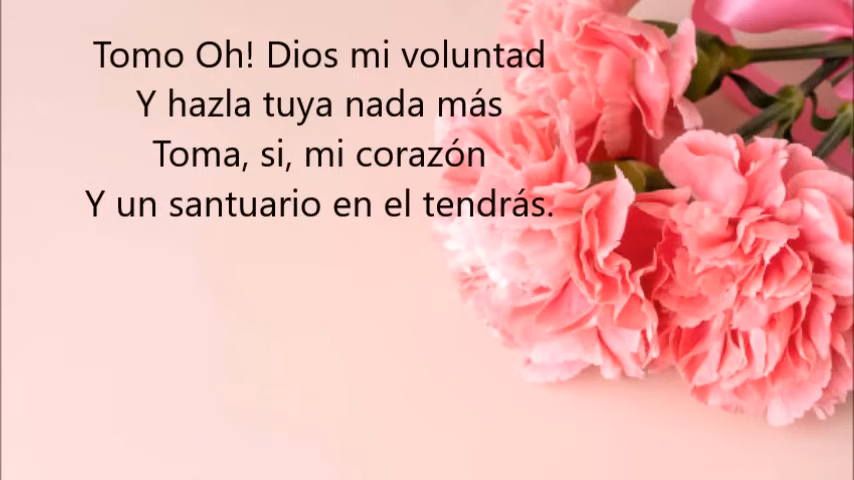 Tomo Oh! Dios mi voluntad
Y hazla tuya nada más
Toma, si, mi corazón
Y un santuario en el tendrás.